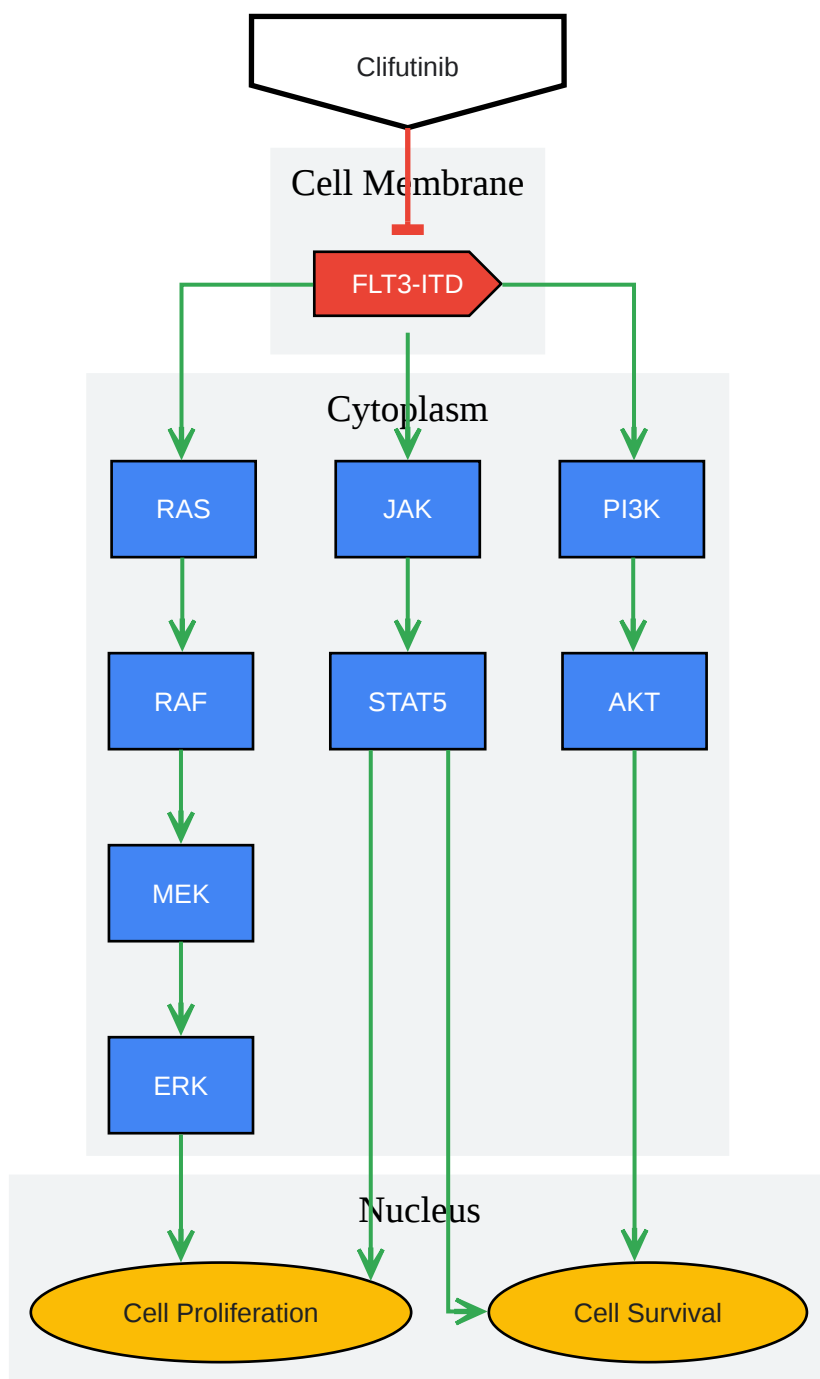 Clifutinib
Cell Membrane
FLT3-ITD
Cytoplasm
RAS
JAK
PI3K
RAF
STAT5
AKT
MEK
ERK
Nucleus
Cell Proliferation
Cell Survival